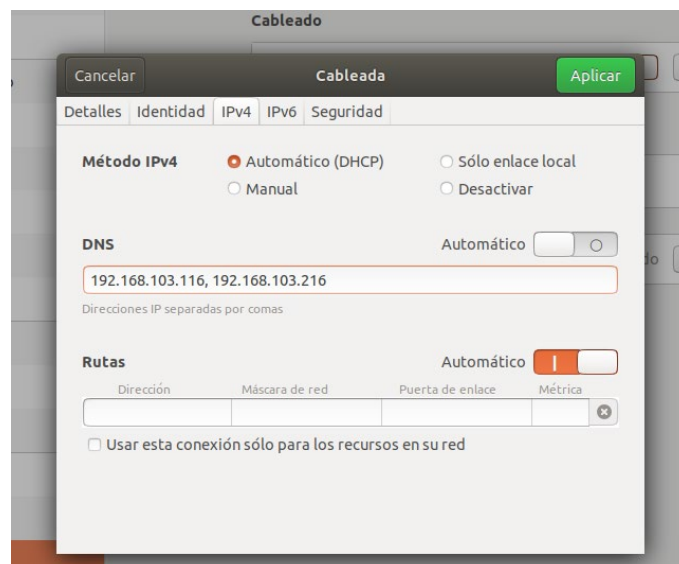 Cableado
Cancelar Cableada Aplicar
Detalles Identidad IPv4 IPv6 Seguridad
Método IPv4 Automático (DHCP) Sólo enlace local
Manual Desactivar
DNS Automático
192.168.103.116, 192.168.103.216
Direcciones IP separadas por comas
Rutas Automático
Dirección Máscara de red Puerta de enlace Métrica
Usar esta conexión sólo para los recursos en su red